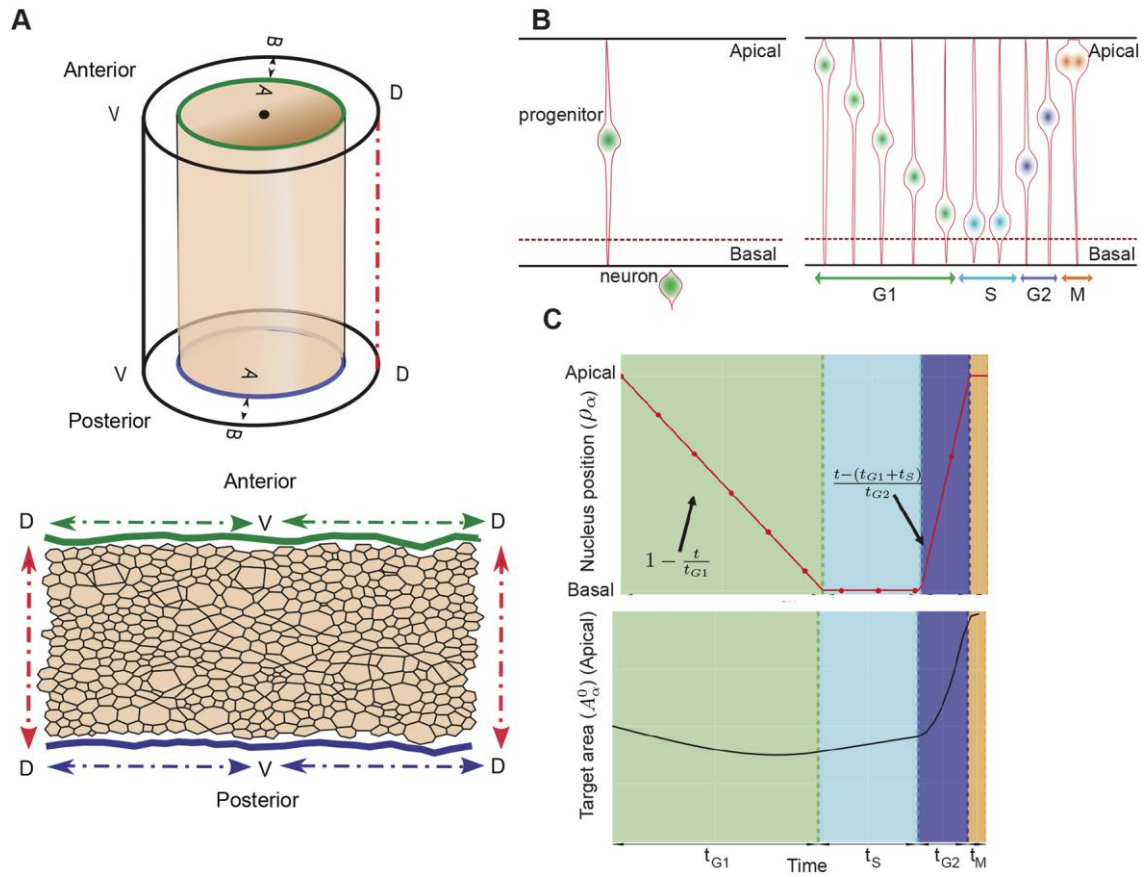 A
Anterior
B
A
V
D
V
A
D
B
Posterior
Anterior
D
V
D
D
V
D
Posterior
B
Apical
progenitor
Basal
neuron
Apical
Basal
G1
S
G2
M
C
Apical
Nucleus position (ρα)
1 − t/tG1
t−(tG1+tS)/tG2
Basal
Target area (A⁰α) (Apical)
tG1
Time
tS
tG2
tM